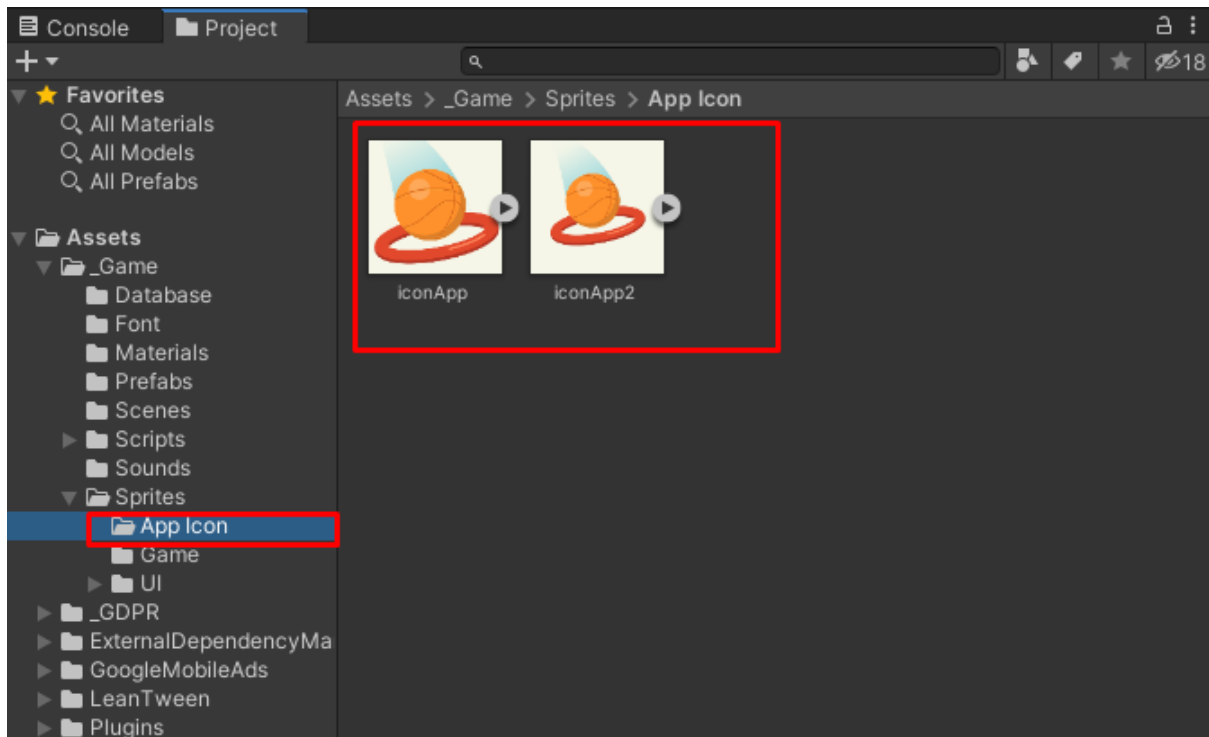 Console Project
18
Favorites
All Materials
All Models
All Prefabs
Assets
_Game
Database
Font
Materials
Prefabs
Scenes
Scripts
Sounds
Sprites
App Icon
Game
UI
_GDPR
ExternalDependencyMa
GoogleMobileAds
LeanTween
Plugins
Assets > _Game > Sprites > App Icon
iconApp iconApp2